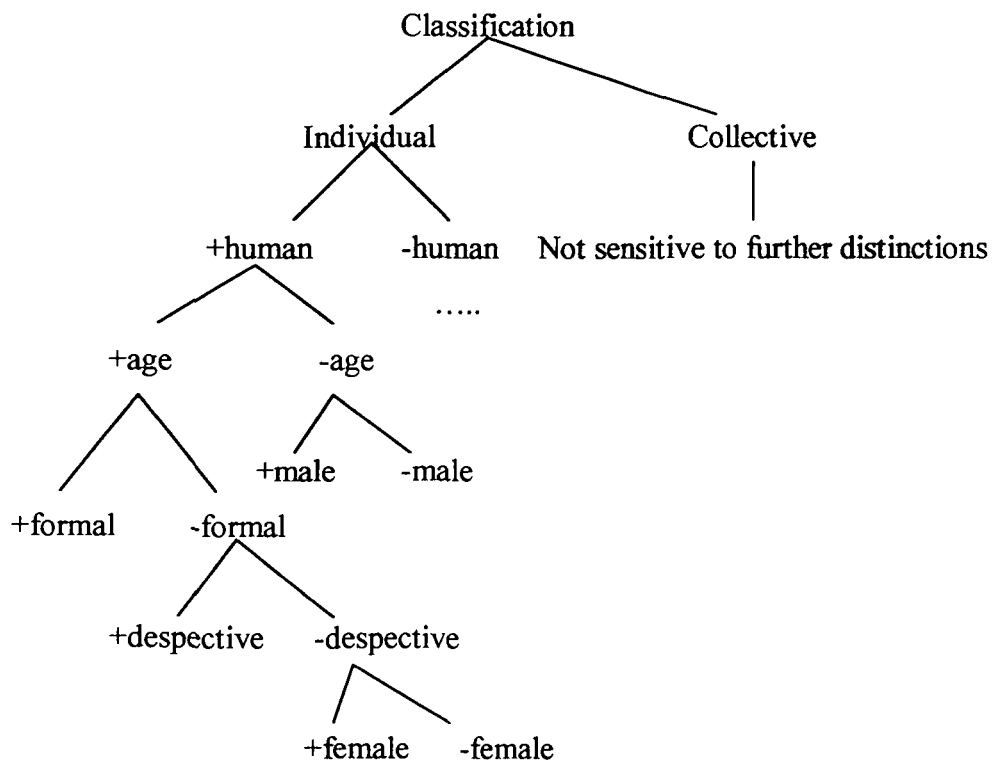 Classification
Individual Collective
+human -human Not sensitive to further distinctions
.....
+age -age
+male -male
+formal -formal
+despective -despective
+female -female